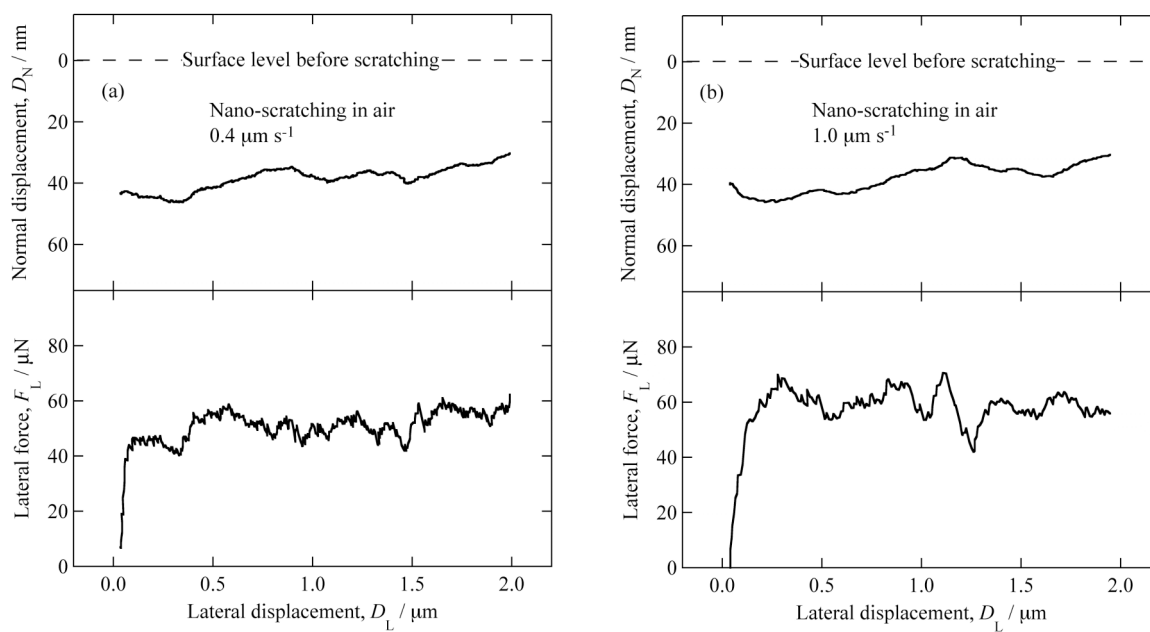 0
20
40
60
Normal displacement, D_N / nm
Surface level before scratching
(a)
Nano-scratching in air
0.4 μm s⁻¹
80
60
40
20
0
Lateral force, F_L / μN
0.0
0.5
1.0
1.5
2.0
Lateral displacement, D_L / μm
0
20
40
60
Normal displacement, D_N / nm
Surface level before scratching
(b)
Nano-scratching in air
1.0 μm s⁻¹
80
60
40
20
0
Lateral force, F_L / μN
0.0
0.5
1.0
1.5
2.0
Lateral displacement, D_L / μm